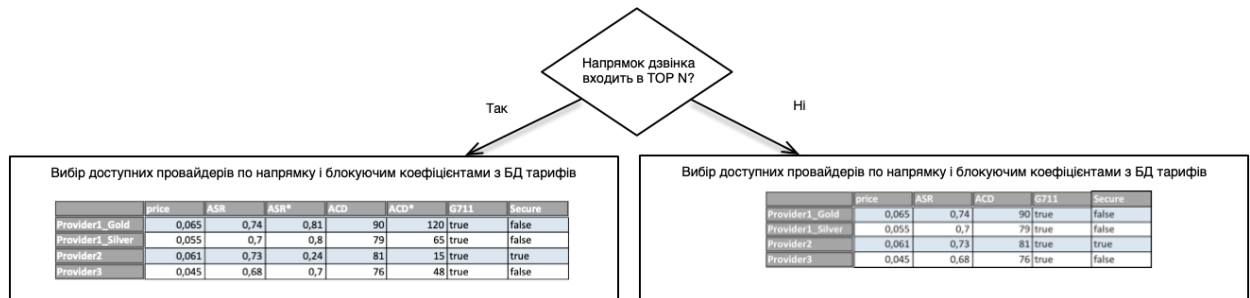 Напрямок дзвінка
входить в TOP N?
Так
Ні
Вибір доступних провайдерів по напрямку і блокуючим коефіцієнтами з БД тарифів
price ASR ASR* ACD ACD* G711 Secure
Provider1_Gold 0,065 0,74 0,81 90 120 true false
Provider1_Silver 0,055 0,7 0,8 79 65 true false
Provider2 0,061 0,73 0,24 81 15 true true
Provider3 0,045 0,68 0,7 76 48 true false
Вибір доступних провайдерів по напрямку і блокуючим коефіцієнтами з БД тарифів
price ASR ACD G711 Secure
Provider1_Gold 0,065 0,74 90 true false
Provider1_Silver 0,055 0,7 79 true false
Provider2 0,061 0,73 81 true true
Provider3 0,045 0,68 76 true false